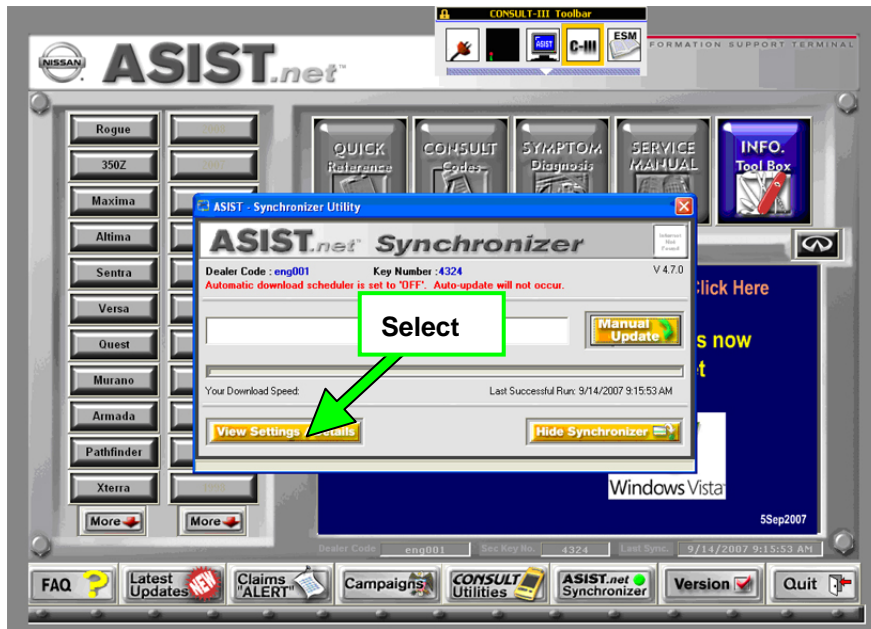 CONSULT-III Toolbar
ASIST
C-III
ESM
FORMATION SUPPORT TERMINAL
NISSAN
ASIST.net™
Rogue
350Z
Maxima
Altima
Sentra
Versa
Quest
Murano
Armada
Pathfinder
Xterra
More
More
QUICK
Reference
CONSULT
Codes
SYMPTOM
Diagnosis
SERVICE
MANUAL
INFO.
Tool Box
ASIST - Synchronizer Utility
ASIST.net Synchronizer
Dealer Code : eng001
Key Number :4324
V 4.7.0
Automatic download scheduler is set to "OFF". Auto-update will not occur.
Select
Manual
Update
Your Download Speed:
Last Successful Run: 9/14/2007 9:15:53 AM
View Settings
Hide Synchronizer
Click Here
s now
Windows Vista
5Sep2007
Dealer Code eng001 Sec Key No. 4324 Last Sync. 9/14/2007 9:15:53 AM
FAQ
Latest
Updates
NEW
Claims
"ALERT"
Campaigns
CONSULT
Utilities
ASIST.net
Synchronizer
Version
Quit